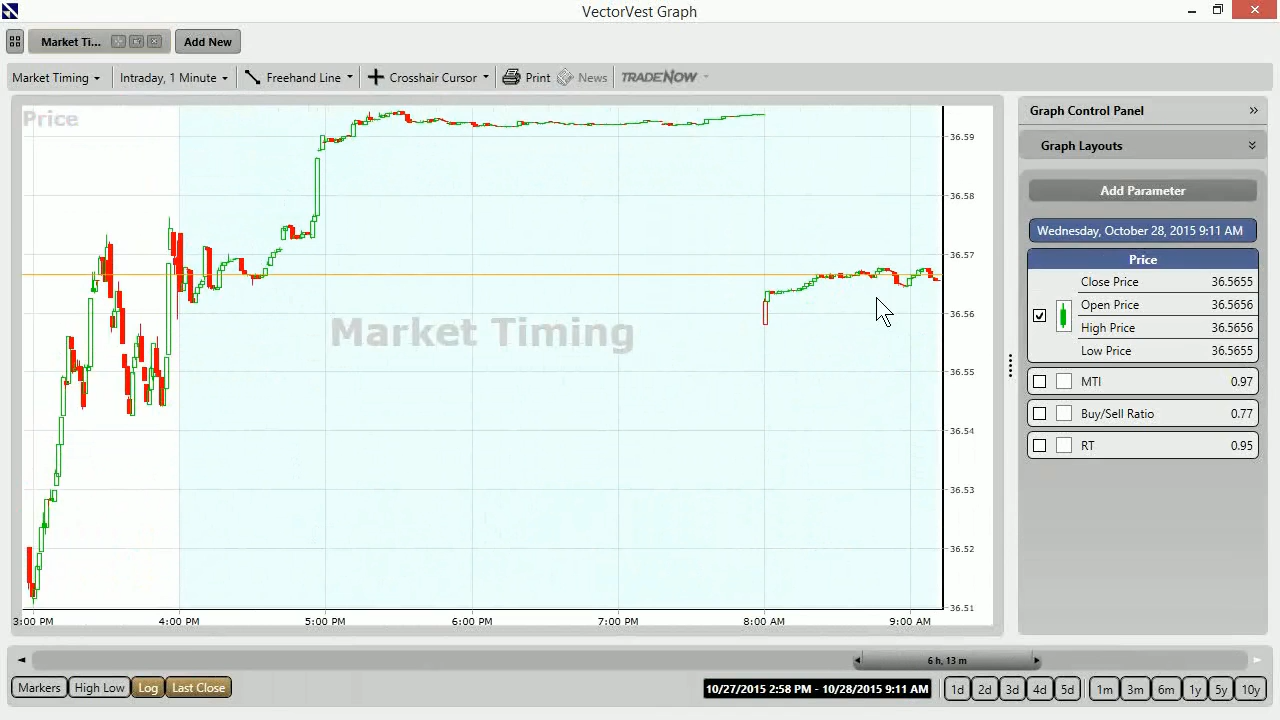 VectorVest Graph
Market Ti... Add New
Market Timing Intraday, 1 Minute Freehand Line Crosshair Cursor Print News TRADENOW
Price
Market Timing
36.59
36.58
36.57
36.56
36.55
36.54
36.53
36.52
36.51
3:00 PM 4:00 PM 5:00 PM 6:00 PM 7:00 PM 8:00 AM 9:00 AM
Graph Control Panel
Graph Layouts
Add Parameter
Wednesday, October 28, 2015 9:11 AM
Price
Close Price 36.5655
Open Price 36.5656
High Price 36.5656
Low Price 36.5655
MTI 0.97
Buy/Sell Ratio 0.77
RT 0.95
6 h, 13 m
Markers High Low Log Last Close 10/27/2015 2:58 PM - 10/28/2015 9:11 AM 1d 2d 3d 4d 5d 1m 3m 6m 1y 5y 10y